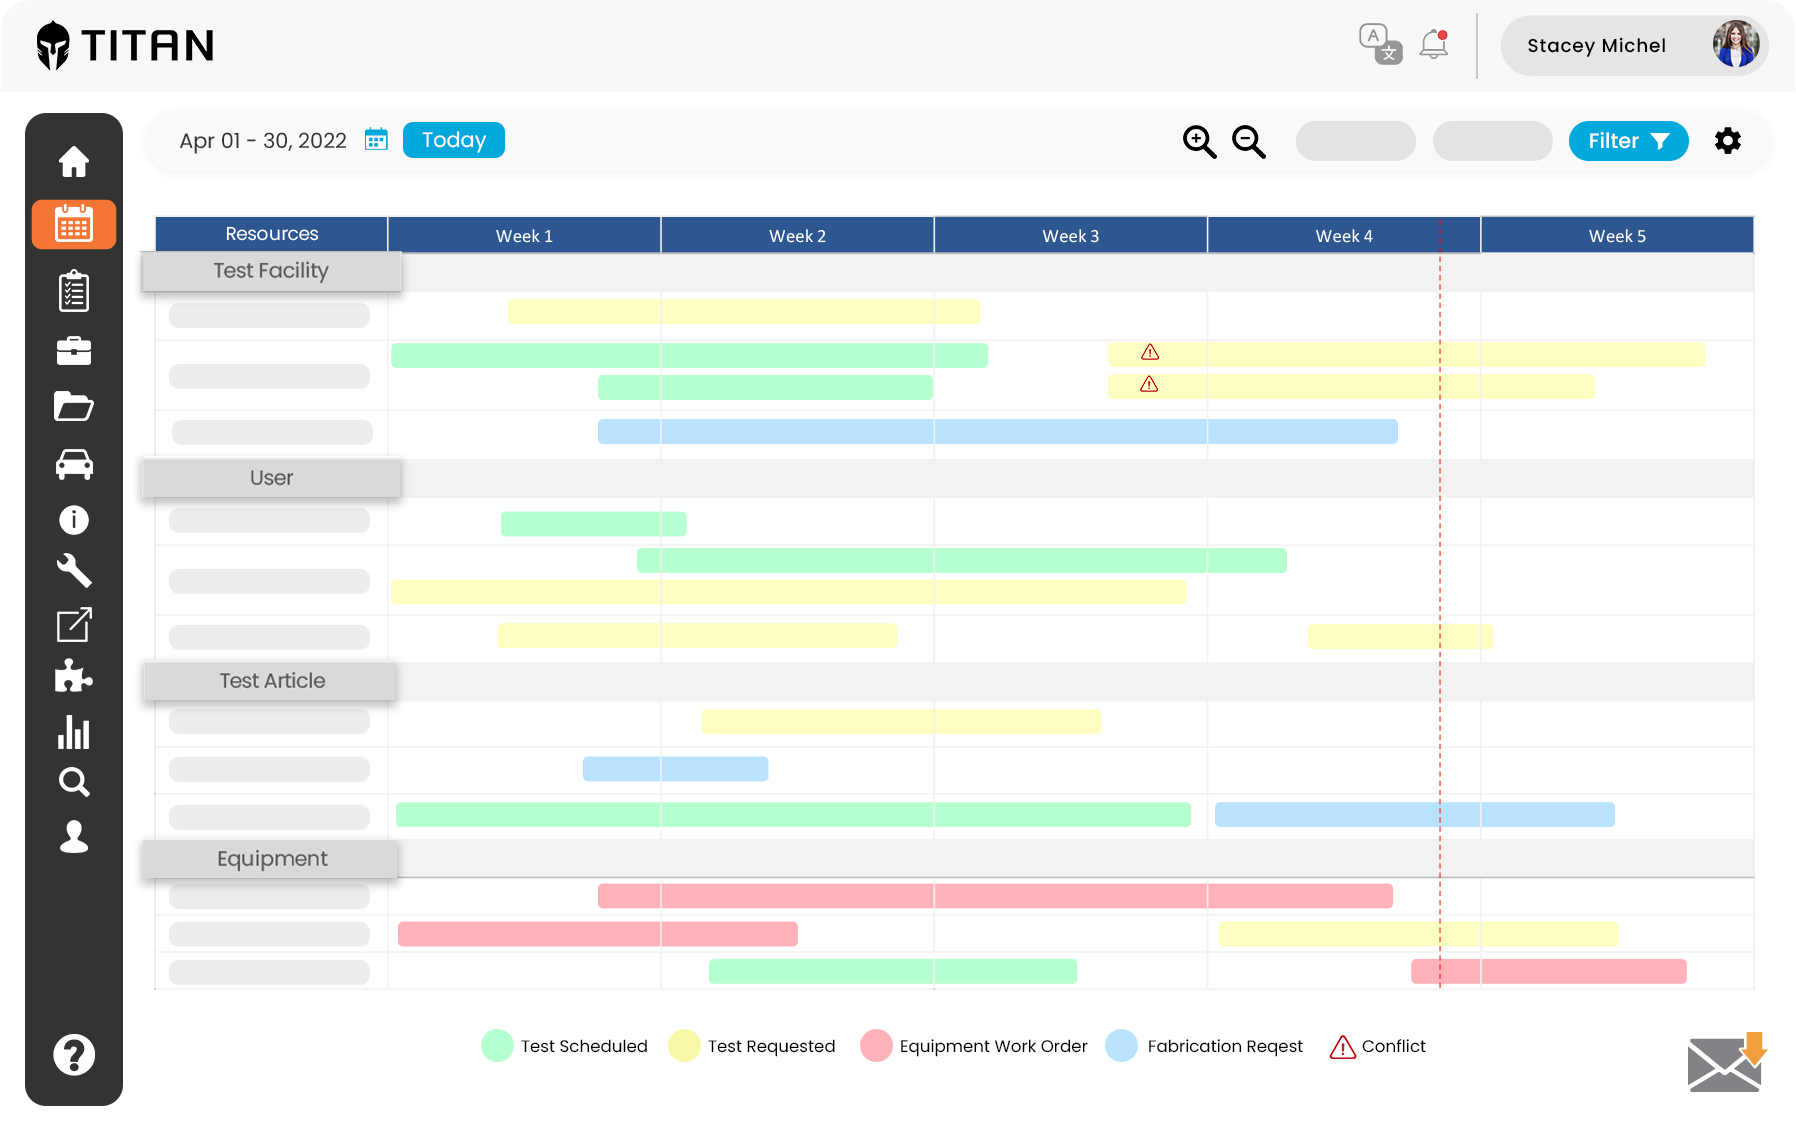 TITAN
A 文
Stacey Michel
Apr 01 - 30, 2022
Today
Filter
Resources
Week 1
Week 2
Week 3
Week 4
Week 5
Test Facility
User
Test Article
Equipment
Test Scheduled
Test Requested
Equipment Work Order
Fabrication Reqest
Conflict